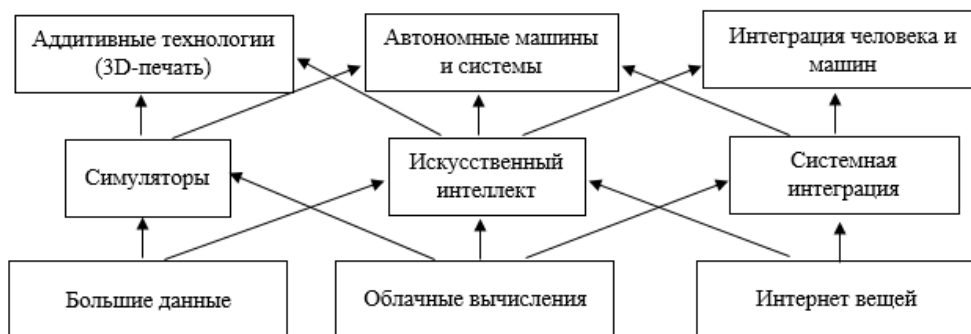 Аддитивные технологии
(3D-печать)
Автономные машины
и системы
Интеграция человека и
машин
Симуляторы
Искусственный
интеллект
Системная
интеграция
Большие данные
Облачные вычисления
Интернет вещей